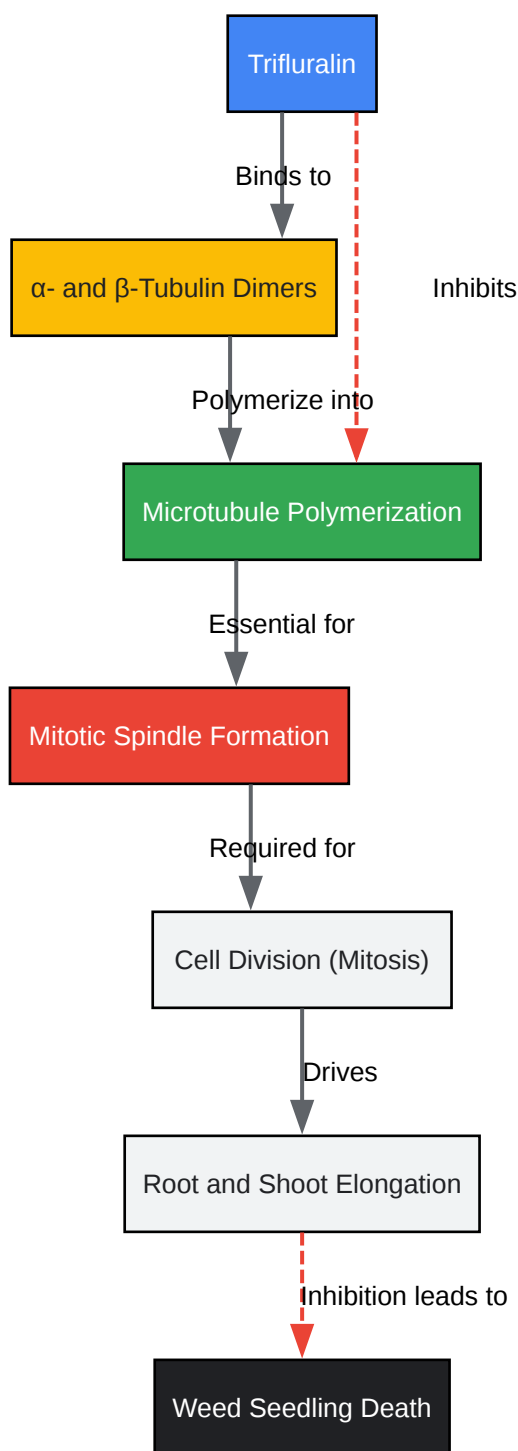 Trifluralin
Binds to
α- and β-Tubulin Dimers
Inhibits
Polymerize into
Microtubule Polymerization
Essential for
Mitotic Spindle Formation
Required for
Cell Division (Mitosis)
Drives
Root and Shoot Elongation
Inhibition leads to
Weed Seedling Death